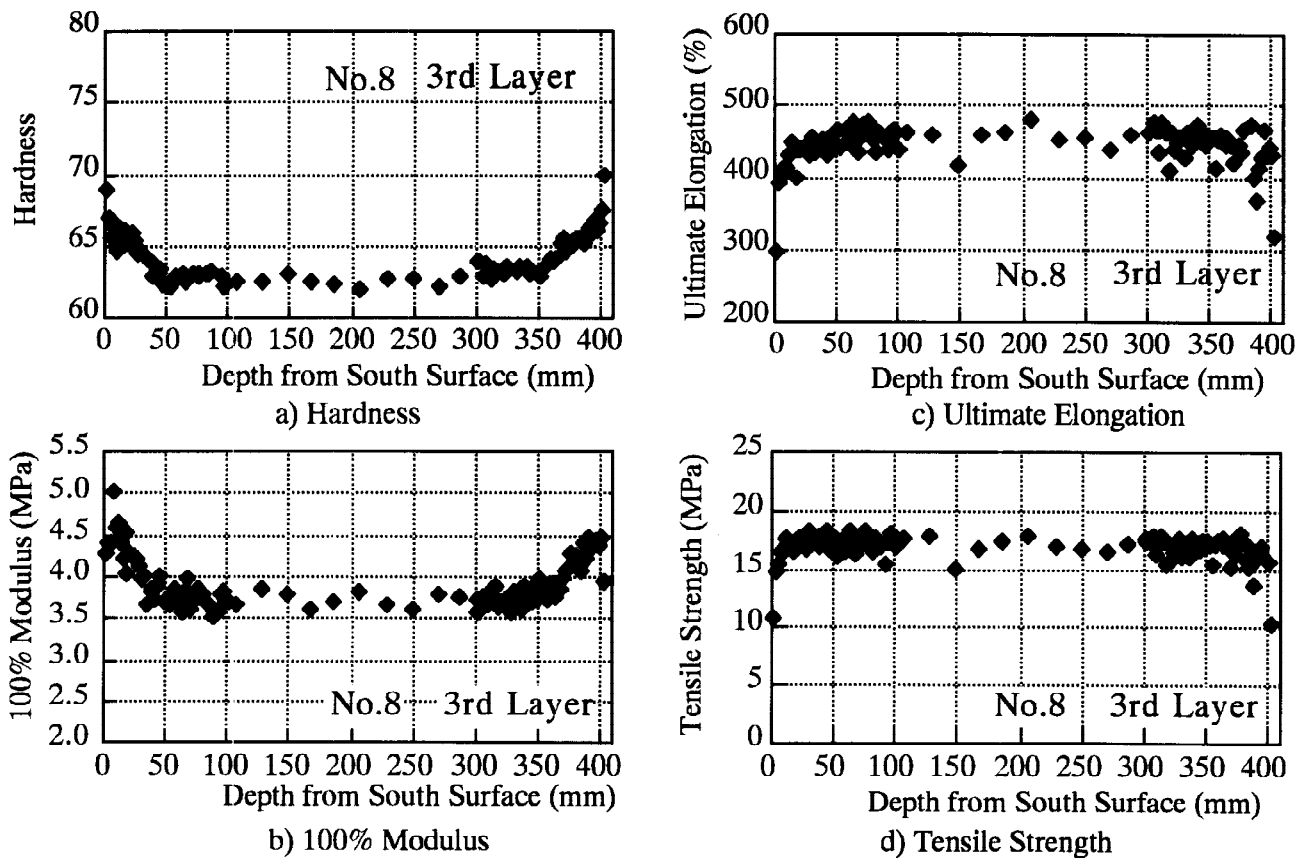 80
75
70
65
60
Hardness
No.8 3rd Layer
0 50 100 150 200 250 300 350 400
Depth from South Surface (mm)
a) Hardness
600
500
400
300
200
Ultimate Elongation (%)
No.8 3rd Layer
0 50 100 150 200 250 300 350 400
Depth from South Surface (mm)
c) Ultimate Elongation
5.5
5.0
4.5
4.0
3.5
3.0
2.5
2.0
100% Modulus (MPa)
No.8 3rd Layer
0 50 100 150 200 250 300 350 400
Depth from South Surface (mm)
b) 100% Modulus
25
20
15
10
5
0
Tensile Strength (MPa)
No.8 3rd Layer
0 50 100 150 200 250 300 350 400
Depth from South Surface (mm)
d) Tensile Strength